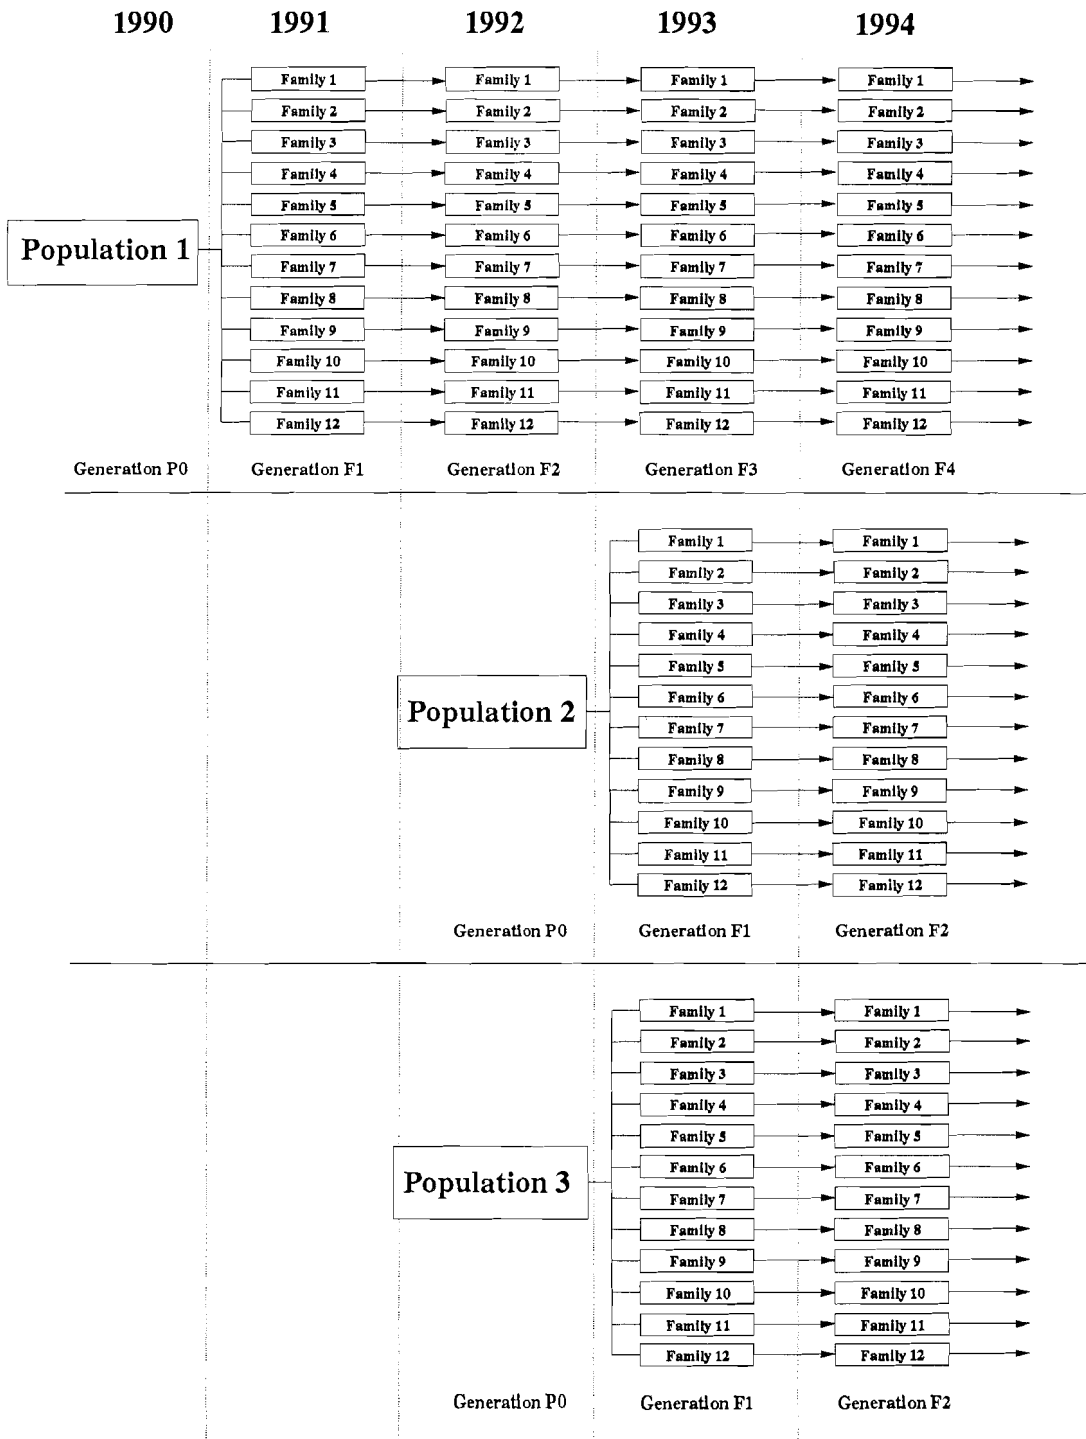 1990 1991 1992 1993 1994
Family 1 Family 1 Family 1 Family 1
Family 2 Family 2 Family 2 Family 2
Family 3 Family 3 Family 3 Family 3
Family 4 Family 4 Family 4 Family 4
Family 5 Family 5 Family 5 Family 5
Family 6 Family 6 Family 6 Family 6
Population 1
Family 7 Family 7 Family 7 Family 7
Family 8 Family 8 Family 8 Family 8
Family 9 Family 9 Family 9 Family 9
Family 10 Family 10 Family 10 Family 10
Family 11 Family 11 Family 11 Family 11
Family 12 Family 12 Family 12 Family 12
Generation P0 Generation F1 Generation F2 Generation F3 Generation F4
Family 1 Family 1
Family 2 Family 2
Family 3 Family 3
Family 4 Family 4
Family 5 Family 5
Family 6 Family 6
Population 2
Family 7 Family 7
Family 8 Family 8
Family 9 Family 9
Family 10 Family 10
Family 11 Family 11
Family 12 Family 12
Generation P0 Generation F1 Generation F2
Family 1 Family 1
Family 2 Family 2
Family 3 Family 3
Family 4 Family 4
Family 5 Family 5
Family 6 Family 6
Population 3
Family 7 Family 7
Family 8 Family 8
Family 9 Family 9
Family 10 Family 10
Family 11 Family 11
Family 12 Family 12
Generation P0 Generation F1 Generation F2